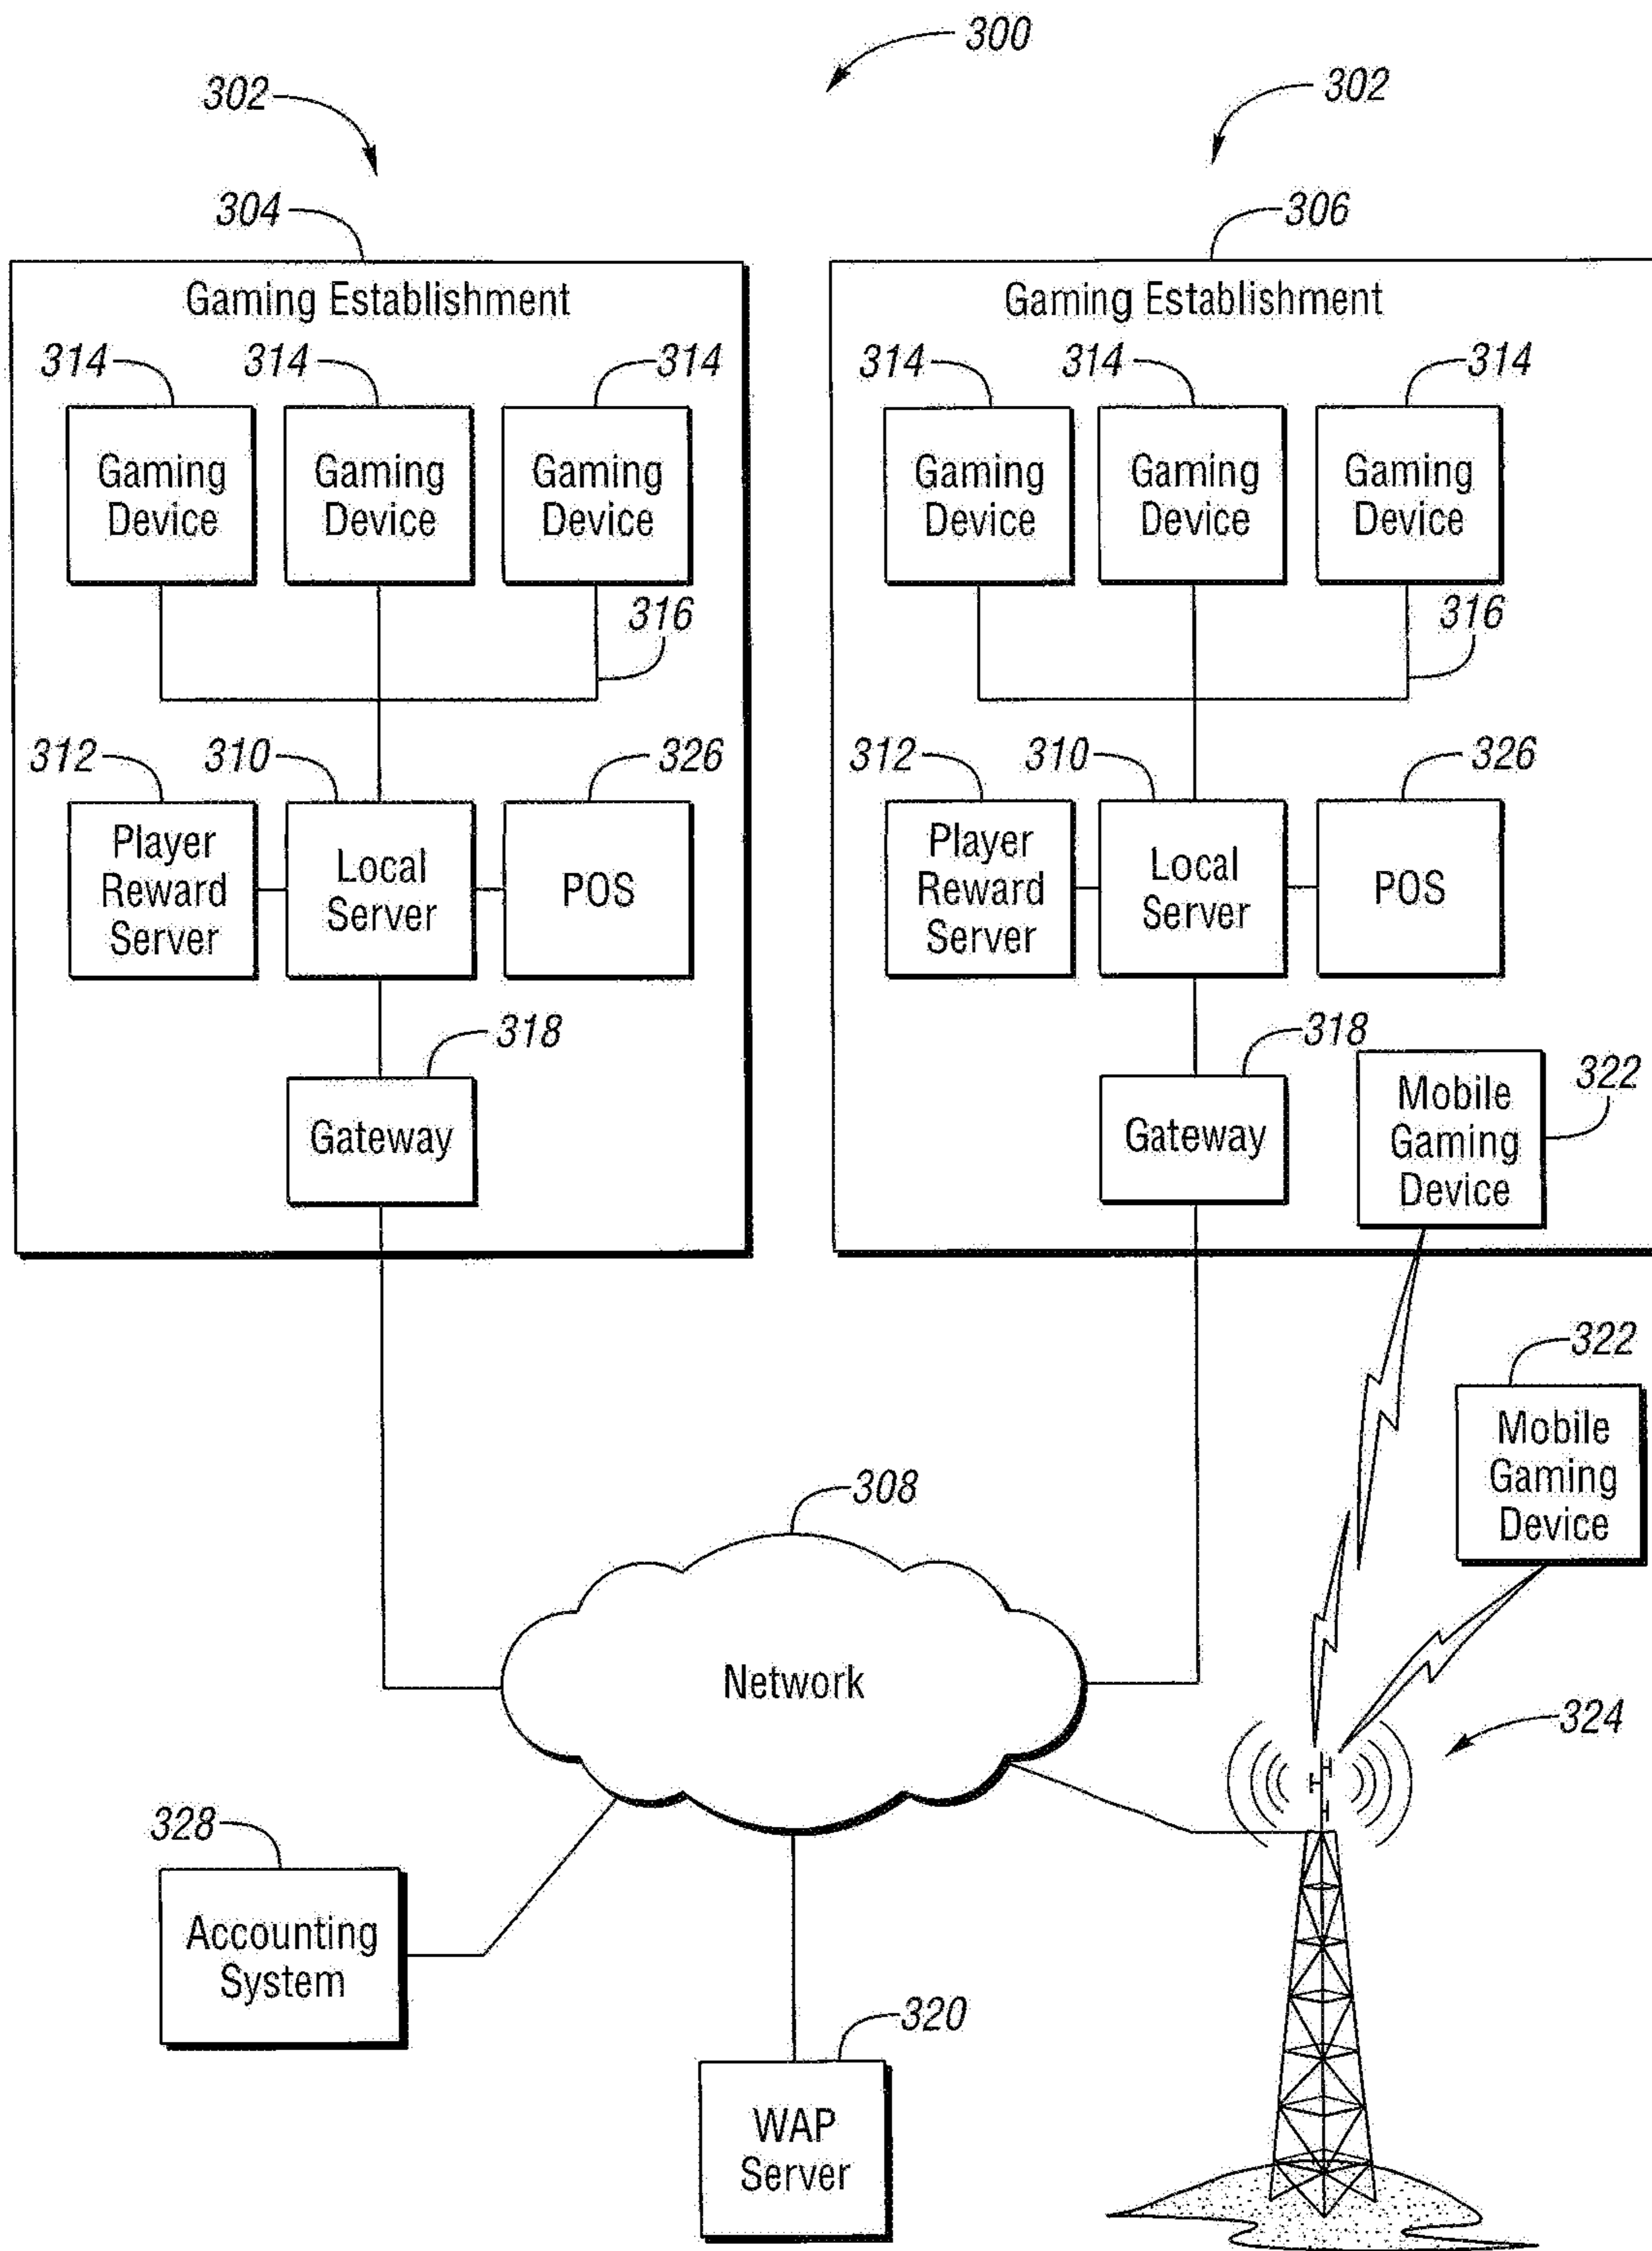 300
302
302
304
306
Gaming Establishment
Gaming Establishment
314
314
314
314
314
314
Gaming
Device
Gaming
Device
Gaming
Device
Gaming
Device
Gaming
Device
Gaming
Device
316
316
312
310
326
312
310
326
Player
Reward
Server
Local
Server
POS
Player
Reward
Server
Local
Server
POS
318
318
322
Gateway
Gateway
Mobile
Gaming
Device
322
Mobile
Gaming
Device
308
Network
324
328
Accounting
System
320
WAP
Server